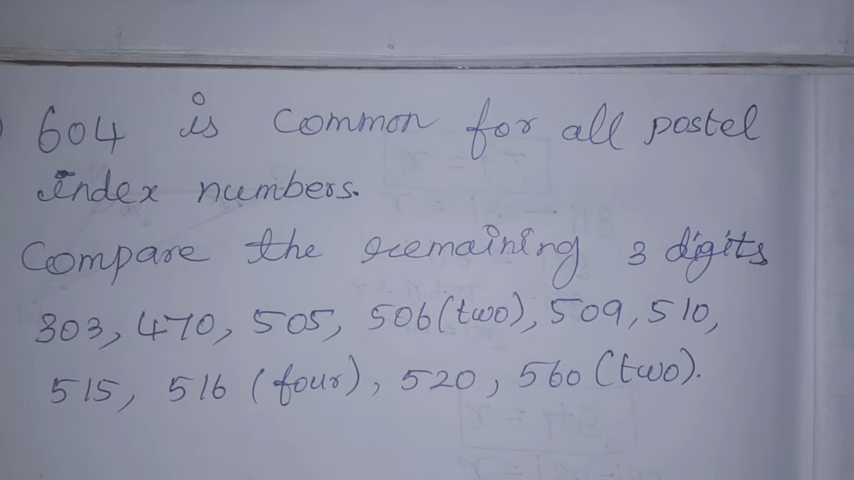 604 is common for all postel
index numbers.
Compare the remaining 3 digits
303, 470, 505, 506(two), 509, 510,
515, 516 (four), 520, 560 (two).